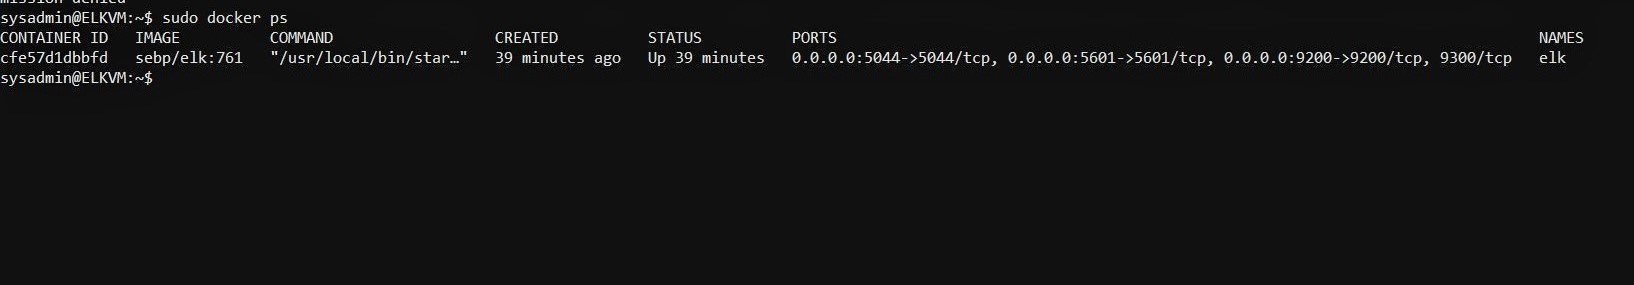 mission denied
sysadmin@ELKVM:~$ sudo docker ps
CONTAINER ID   IMAGE          COMMAND                  CREATED          STATUS          PORTS                                                                              NAMES
cfe57d1dbbfd   sebp/elk:761   "/usr/local/bin/star…"   39 minutes ago   Up 39 minutes   0.0.0.0:5044->5044/tcp, 0.0.0.0:5601->5601/tcp, 0.0.0.0:9200->9200/tcp, 9300/tcp   elk
sysadmin@ELKVM:~$